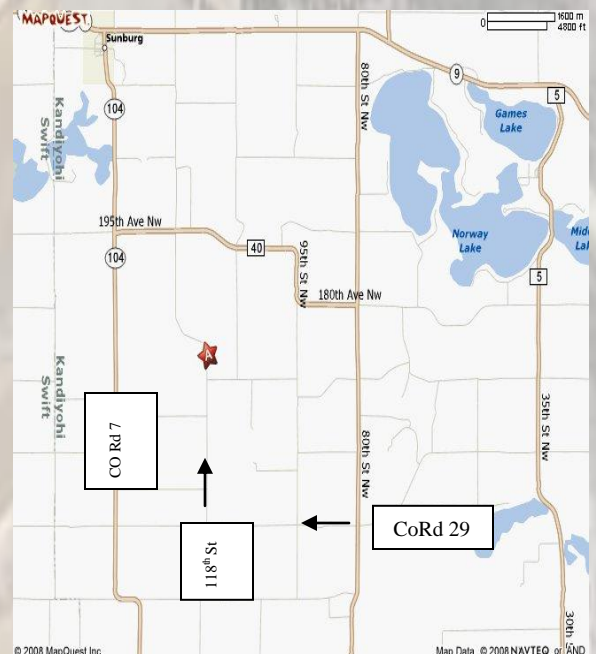 MAPQUEST
0 1600 m
4800 ft
Sunburg
80th St Nw
9
5
104
Games
Lake
Kandiyohi
Swift
195th Ave Nw
40
95th St Nw
Norway
Lake
104
5
180th Ave Nw
A
Kandiyohi
Swift
CO Rd 7
35th St Nw
80th St Nw
CoRd 29
118th St
30th S
© 2008 MapQuest Inc
Map Data © 2008 NAVTEQ or AND